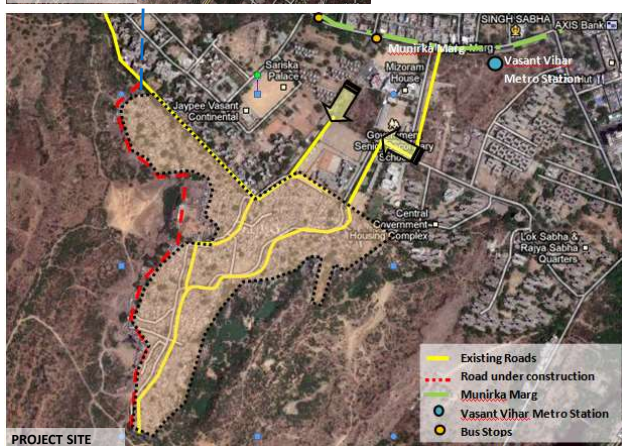 SINGH SABHA
AXIS Bank
Munirka Marg Marg
Vasant Vihar
Metro Station
Hut
Sariska
Palace
Mizoram
House
Jaypee Vasant
Continental
Government
Senior Secondary
School
Central
Government
Housing Complex
Lok Sabha &
Rajya Sabha
Quarters
Existing Roads
Road under construction
Munirka Marg
Vasant Vihar Metro Station
Bus Stops
PROJECT SITE